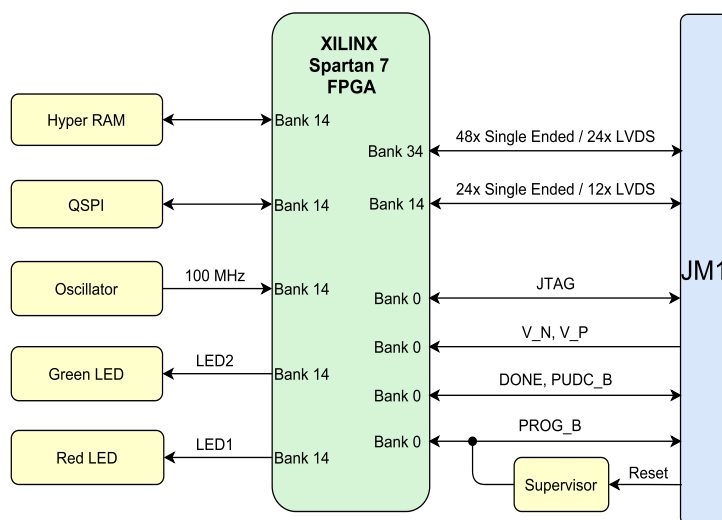 XILINX
Spartan 7
FPGA
Hyper RAM
Bank 14
Bank 34
48x Single Ended / 24x LVDS
QSPI
Bank 14
Bank 14
24x Single Ended / 12x LVDS
JM1
Oscillator
100 MHz
Bank 14
Bank 0
JTAG
Bank 0
V_N, V_P
Green LED
LED2
Bank 14
Bank 0
DONE, PUDC_B
Red LED
LED1
Bank 14
Bank 0
PROG_B
Supervisor
Reset